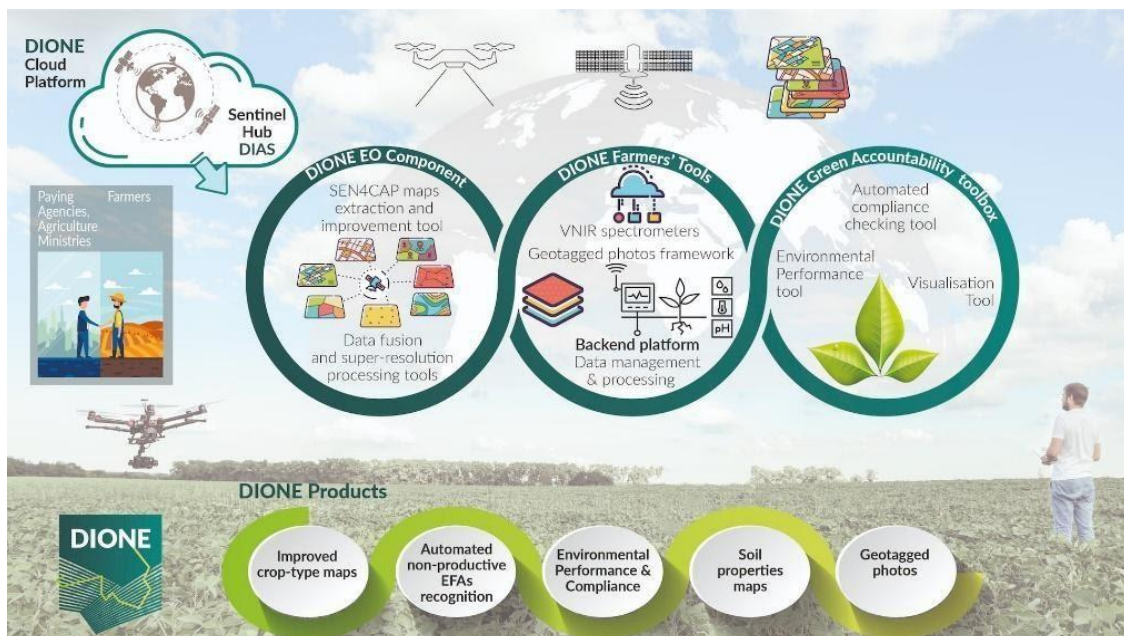 DIONE
Cloud
Platform
Sentinel
Hub
DIAS
Paying
Agencies,
Agriculture
Ministries
Farmers
DIONE EO Component
SEN4CAP maps
extraction and
improvement tool
Data fusion
and super-resolution
processing tools
DIONE Farmers' Tools
VNIR spectrometers
Geotagged photos framework
pH
Backend platform
Data management
& processing
DIONE Green Accountability toolbox
Automated
compliance
checking tool
Environmental
Performance
tool
Visualisation
Tool
DIONE Products
DIONE
Improved
crop-type maps
Automated
non-productive
EFAs
recognition
Environmental
Performance &
Compliance
Soil
properties
maps
Geotagged
photos